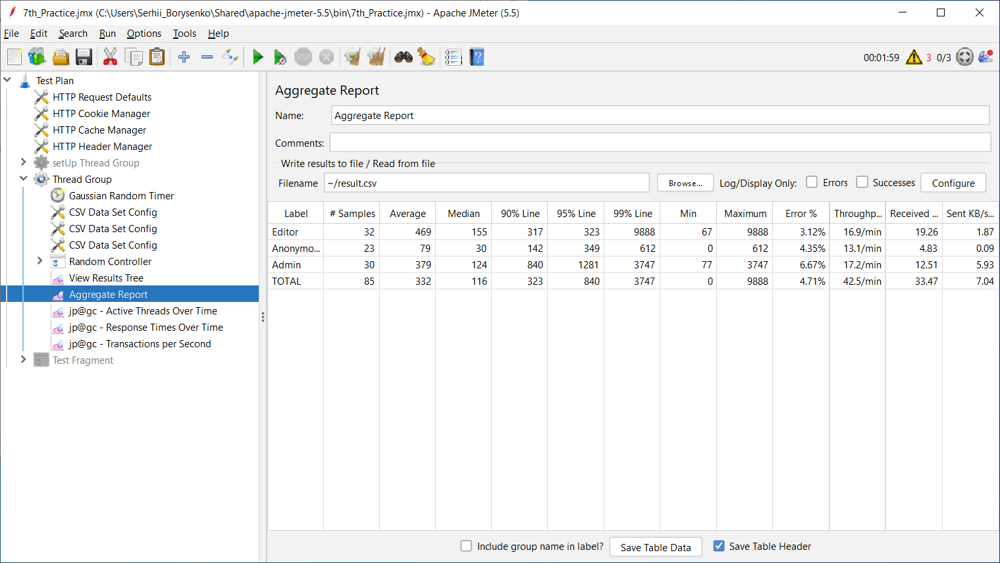 7th_Practice.jmx (C:\Users\Serhii_Borysenko\Shared\apache-jmeter-5.5\bin\7th_Practice.jmx) - Apache JMeter (5.5)
File Edit Search Run Options Tools Help
STOP 00:01:59 3 0/3
Test Plan
HTTP Request Defaults
HTTP Cookie Manager
HTTP Cache Manager
HTTP Header Manager
setUp Thread Group
Thread Group
Gaussian Random Timer
CSV Data Set Config
CSV Data Set Config
CSV Data Set Config
Random Controller
View Results Tree
Aggregate Report
jp@gc - Active Threads Over Time
jp@gc - Response Times Over Time
jp@gc - Transactions per Second
Test Fragment
Aggregate Report
Name: Aggregate Report
Comments:
Write results to file / Read from file
Filename ~/result.csv Browse... Log/Display Only: Errors Successes Configure
Label # Samples Average Median 90% Line 95% Line 99% Line Min Maximum Error % Throughp... Received ... Sent KB/s...
Editor 32 469 155 317 323 9888 67 9888 3.12% 16.9/min 19.26 1.87
Anonymo... 23 79 30 142 349 612 0 612 4.35% 13.1/min 4.83 0.09
Admin 30 379 124 840 1281 3747 77 3747 6.67% 17.2/min 12.51 5.93
TOTAL 85 332 116 323 840 3747 0 9888 4.71% 42.5/min 33.47 7.04
Include group name in label? Save Table Data Save Table Header